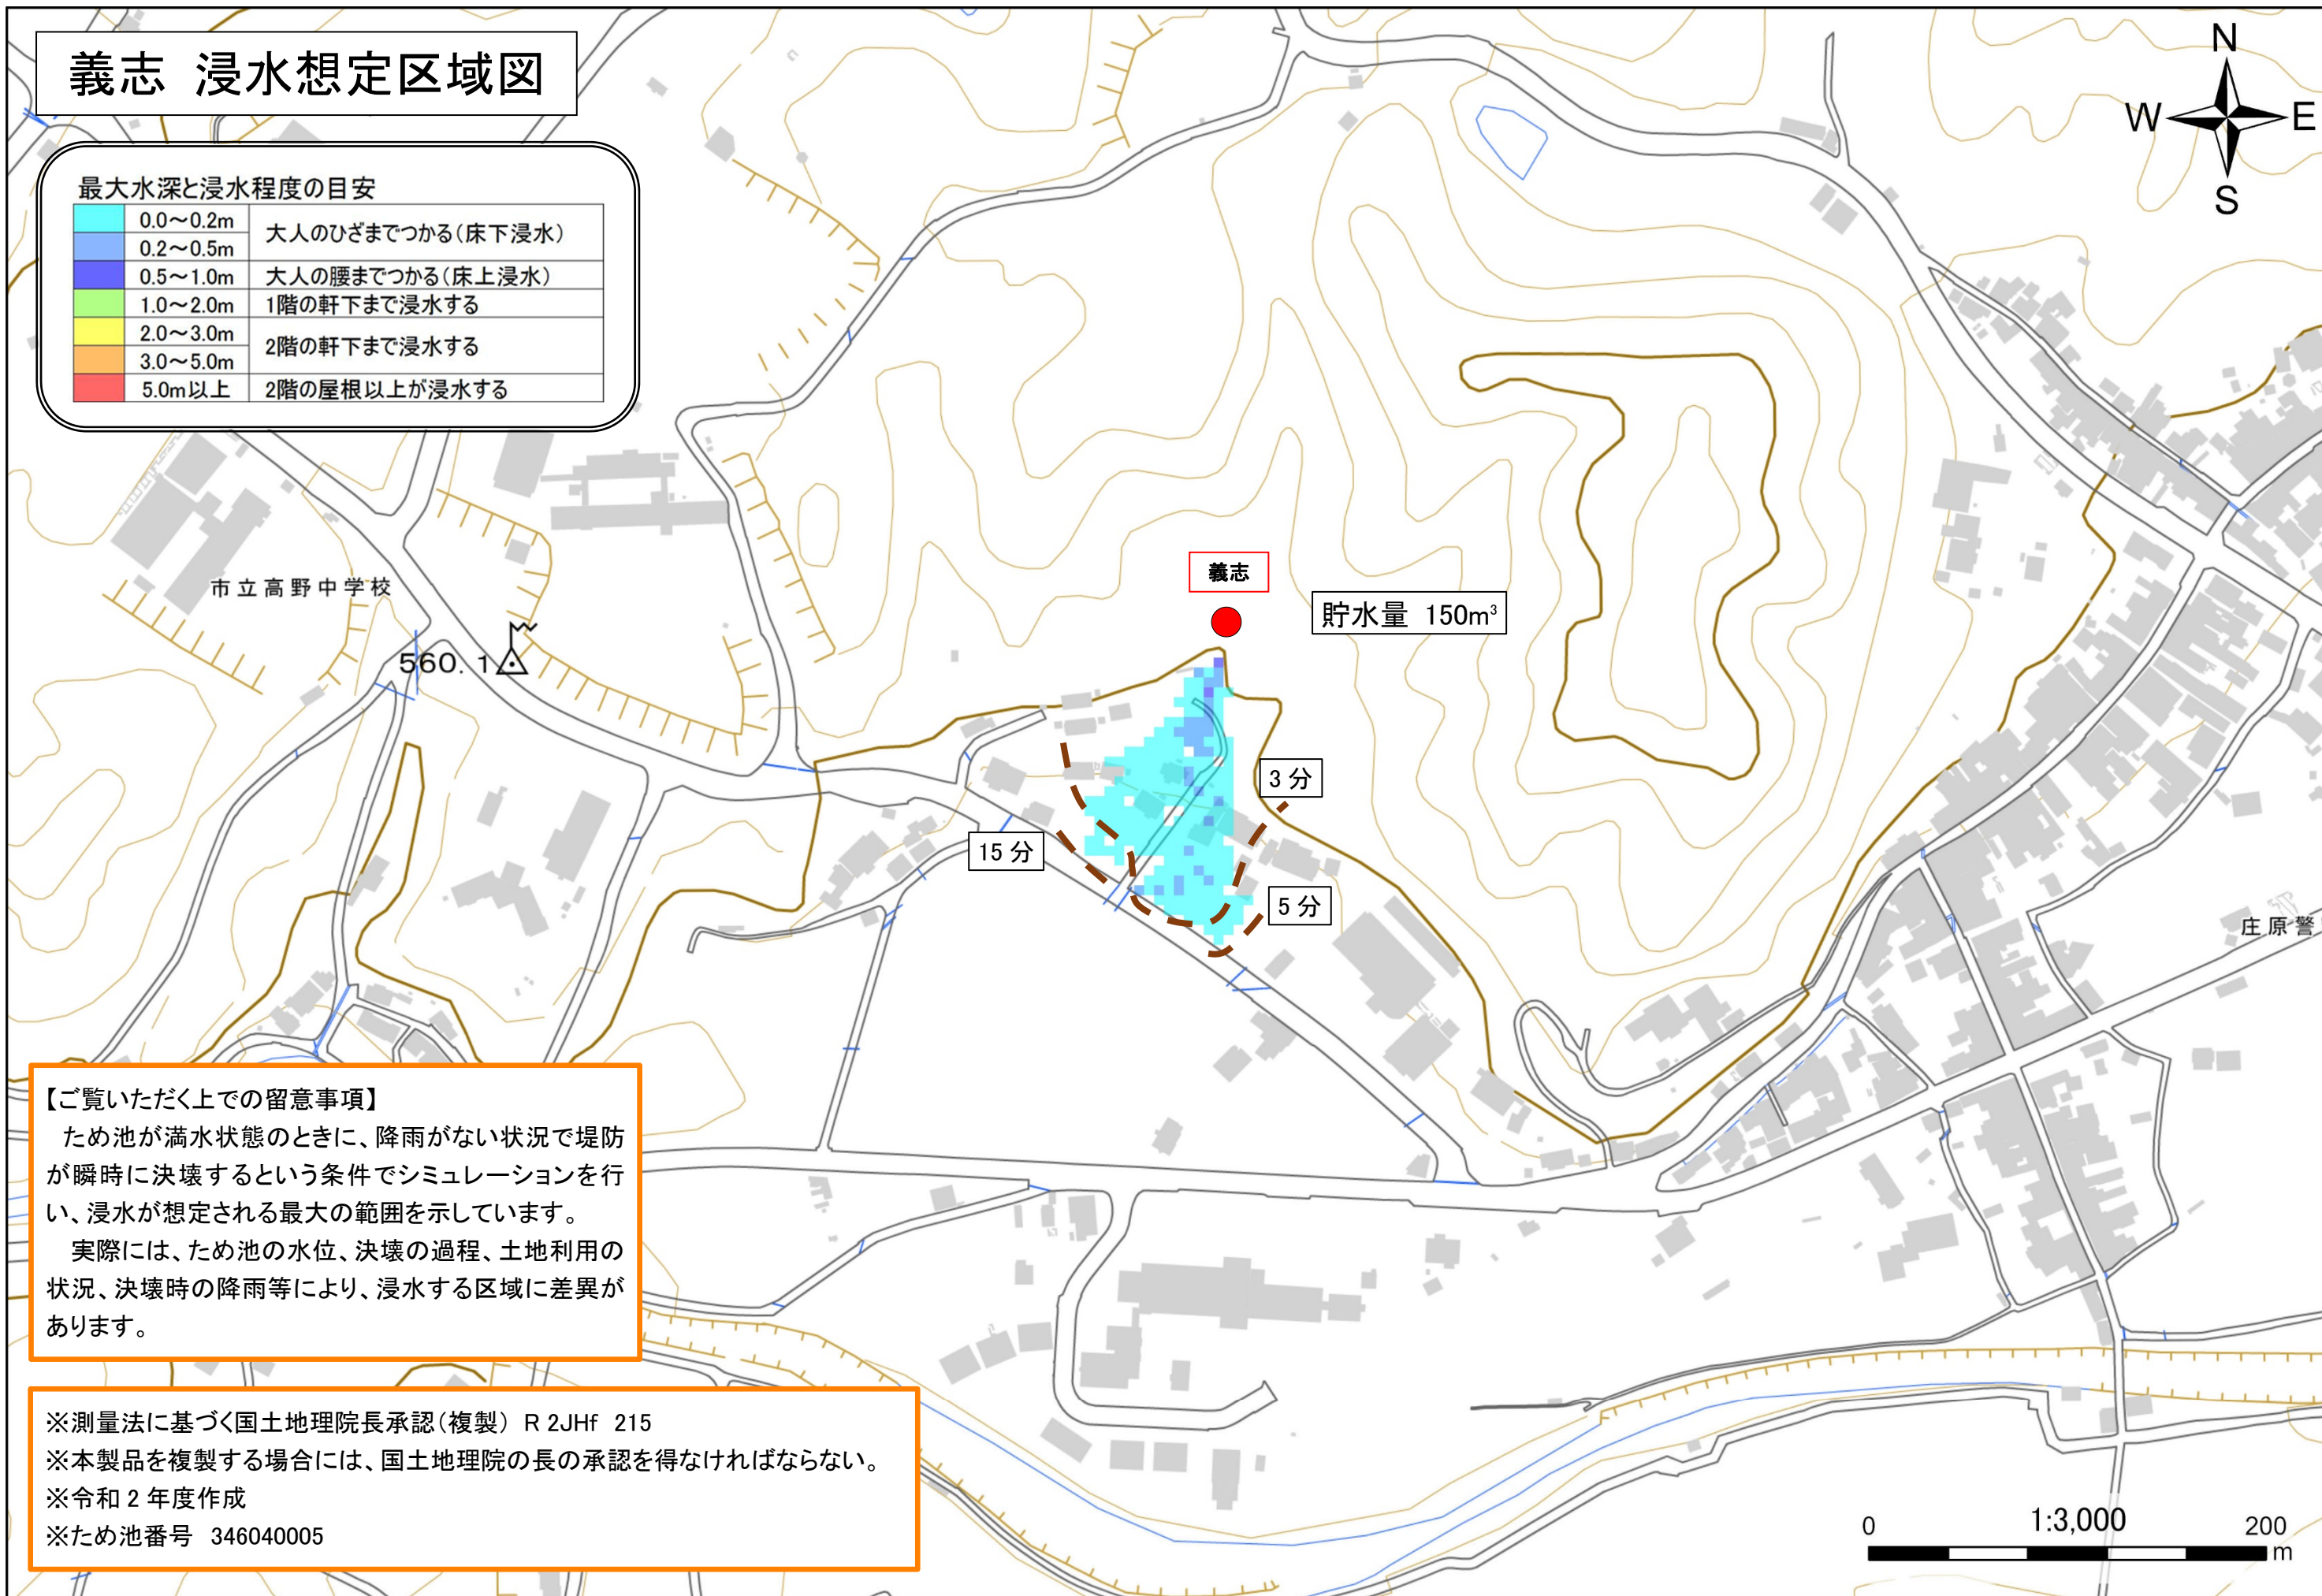 義志 浸水想定区域図
N
W
E
S
最大水深と浸水程度の目安
0.0～0.2m
大人のひざまでつかる(床下浸水)
0.2～0.5m
0.5～1.0m 大人の腰までつかる(床上浸水)
1.0～2.0m 1階の軒下まで浸水する
2.0～3.0m
2階の軒下まで浸水する
3.0～5.0m
5.0m以上 2階の屋根以上が浸水する
義志
貯水量 150m³
市立高野中学校
560.1
3分
15分
5分
庄原警
【ご覧いただく上での留意事項】
ため池が満水状態のときに、降雨がない状況で堤防
が瞬時に決壊するという条件でシミュレーションを行
い、浸水が想定される最大の範囲を示しています。
実際には、ため池の水位、決壊の過程、土地利用の
状況、決壊時の降雨等により、浸水する区域に差異が
あります。
※測量法に基づく国土地理院長承認(複製) R 2JHf 215
※本製品を複製する場合には、国土地理院の長の承認を得なければならない。
※令和2年度作成
※ため池番号 346040005
1:3,000
0 200
m